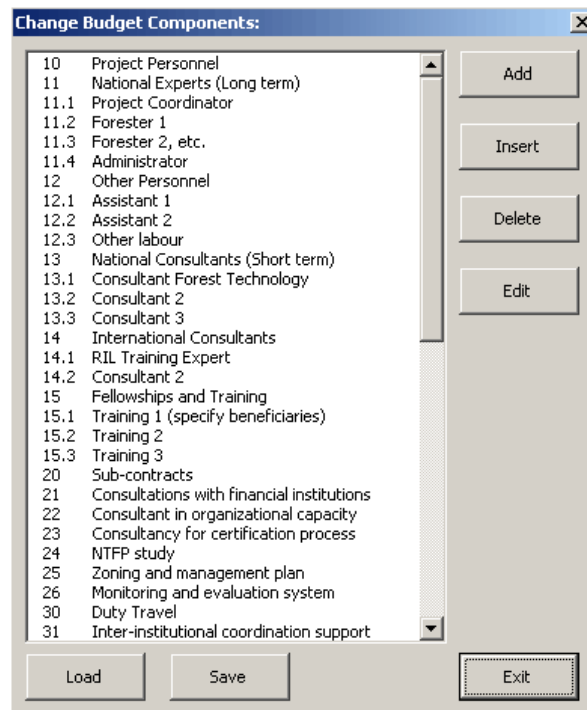 Change Budget Components:
10 Project Personnel
11 National Experts (Long term)
11.1 Project Coordinator
11.2 Forester 1
11.3 Forester 2, etc.
11.4 Administrator
12 Other Personnel
12.1 Assistant 1
12.2 Assistant 2
12.3 Other labour
13 National Consultants (Short term)
13.1 Consultant Forest Technology
13.2 Consultant 2
13.3 Consultant 3
14 International Consultants
14.1 RIL Training Expert
14.2 Consultant 2
15 Fellowships and Training
15.1 Training 1 (specify beneficiaries)
15.2 Training 2
15.3 Training 3
20 Sub-contracts
21 Consultations with financial institutions
22 Consultant in organizational capacity
23 Consultancy for certification process
24 NTFP study
25 Zoning and management plan
26 Monitoring and evaluation system
30 Duty Travel
31 Inter-institutional coordination support
Add
Insert
Delete
Edit
Load Save Exit